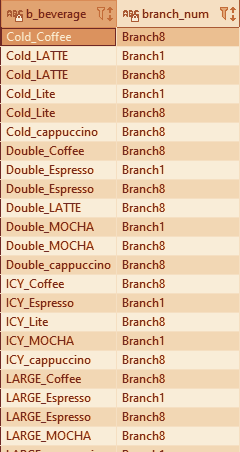 ABC b_beverage ABC branch_num
Cold_Coffee Branch8
Cold_LATTE Branch1
Cold_LATTE Branch8
Cold_Lite Branch1
Cold_Lite Branch8
Cold_cappuccino Branch8
Double_Coffee Branch8
Double_Espresso Branch1
Double_Espresso Branch8
Double_LATTE Branch8
Double_MOCHA Branch1
Double_MOCHA Branch8
Double_cappuccino Branch8
ICY_Coffee Branch8
ICY_Espresso Branch1
ICY_Lite Branch8
ICY_MOCHA Branch1
ICY_cappuccino Branch8
LARGE_Coffee Branch8
LARGE_Espresso Branch1
LARGE_Espresso Branch8
LARGE_MOCHA Branch8